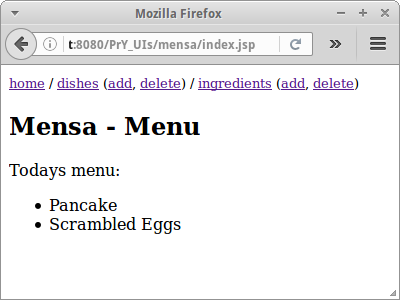 Mozilla Firefox
t:8080/PrY_UIs/mensa/index.jsp
home / dishes (add, delete) / ingredients (add, delete)
Mensa - Menu
Todays menu:
• Pancake
• Scrambled Eggs